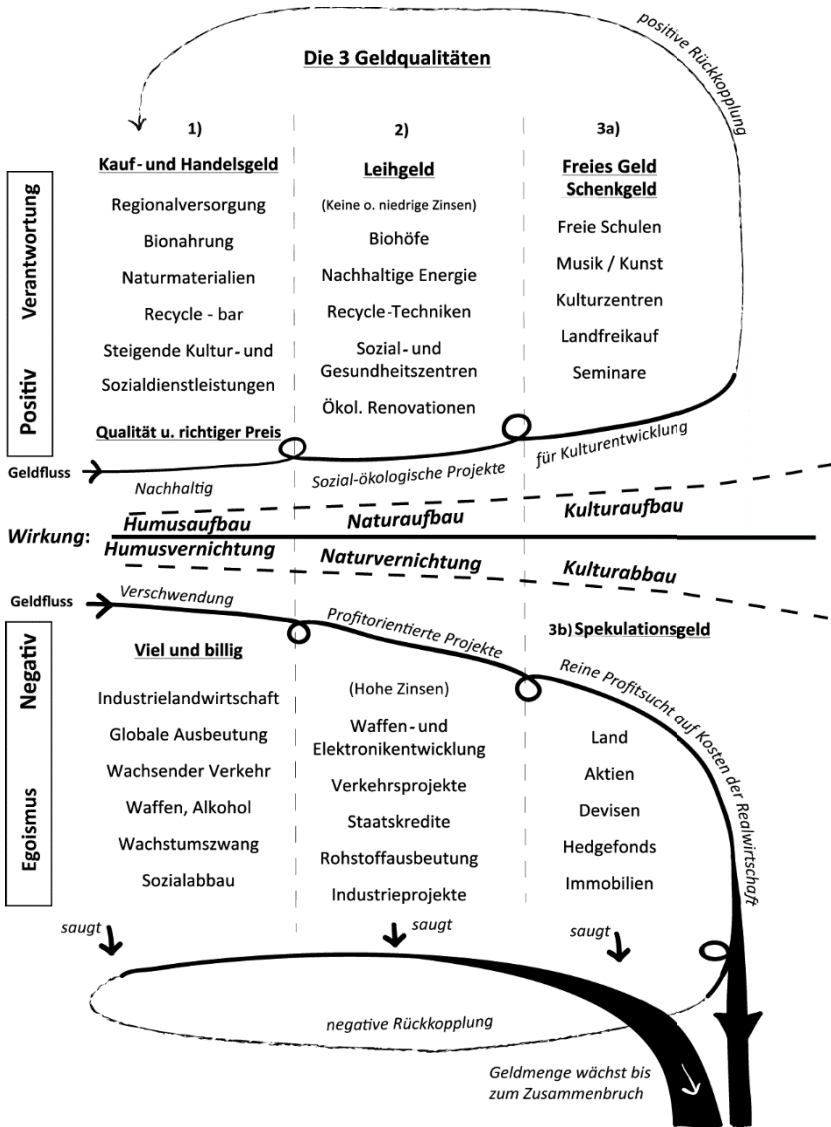 Die 3 Geldqualitäten
positive Rückkopplung
1)
Kauf- und Handelsgeld
Regionalversorgung
Bionahrung
Naturmaterialien
Recycle - bar
Steigende Kultur- und
Sozialdienstleistungen
Qualität u. richtiger Preis
2)
Leihgeld
(Keine o. niedrige Zinsen)
Biohöfe
Nachhaltige Energie
Recycle-Techniken
Sozial- und
Gesundheitszentren
Ökol. Renovationen
3a)
Freies Geld
Schenkgeld
Freie Schulen
Musik / Kunst
Kulturzentren
Landfreikauf
Seminare
Positiv Verantwortung
Geldfluss
Nachhaltig
Sozial-ökologische Projekte
für Kulturentwicklung
Wirkung:
Humusaufbau
Naturaufbau
Kulturaufbau
Humusvernichtung
Naturvernichtung
Kulturabbau
Geldfluss
Verschwendung
Profitorientierte Projekte
Reine Profitsucht auf Kosten der Realwirtschaft
Egoismus Negativ
Viel und billig
Industrielandwirtschaft
Globale Ausbeutung
Wachsender Verkehr
Waffen, Alkohol
Wachstumszwang
Sozialabbau
(Hohe Zinsen)
Waffen- und
Elektronikentwicklung
Verkehrsprojekte
Staatskredite
Rohstoffausbeutung
Industrieprojekte
3b) Spekulationsgeld
Land
Aktien
Devisen
Hedgefonds
Immobilien
saugt
saugt
saugt
negative Rückkopplung
Geldmenge wächst bis
zum Zusammenbruch